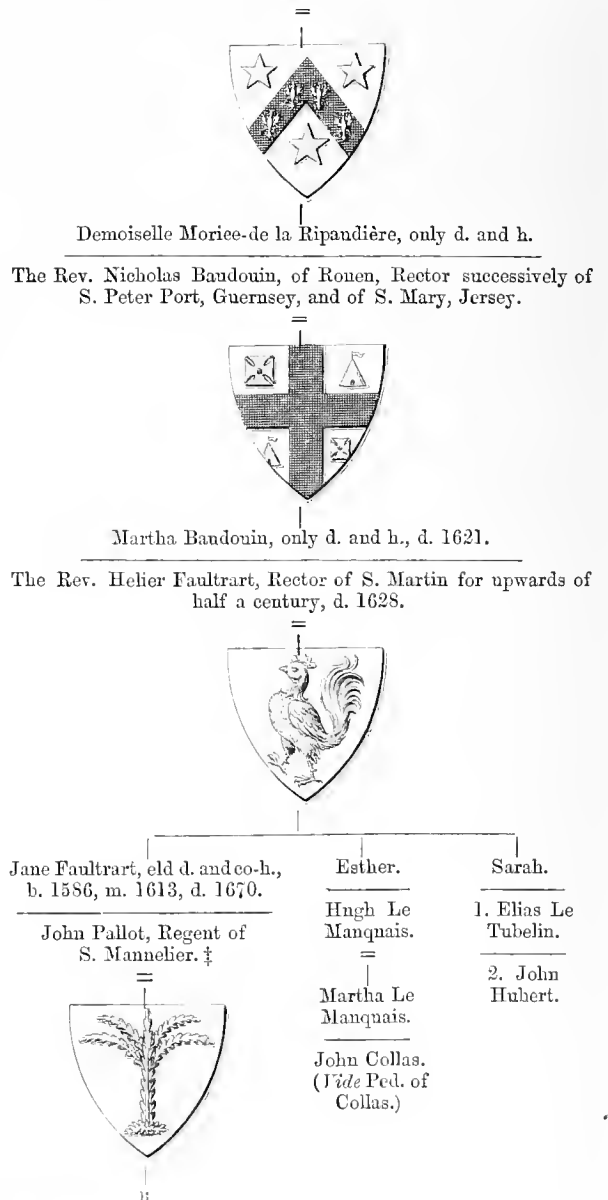 =
Demoiselle Morice-de la Ripaudière, only d. and h.
The Rev. Nicholas Baudouin, of Rouen, Rector successively of
S. Peter Port, Guernsey, and of S. Mary, Jersey.
=
Martha Baudouin, only d. and h., d. 1621.
The Rev. Helier Faultrart, Rector of S. Martin for upwards of
half a century, d. 1628.
=
Jane Faultrart, eld d. and co-h.,
b. 1586, m. 1613, d. 1670.
John Pallot, Regent of
S. Mannelier. ‡
=
Esther.
Hugh Le
Manquais.
=
Martha Le
Manquais.
John Collas.
(Vide Ped. of
Collas.)
Sarah.
1. Elias Le
Tubelin.
2. John
Hubert.